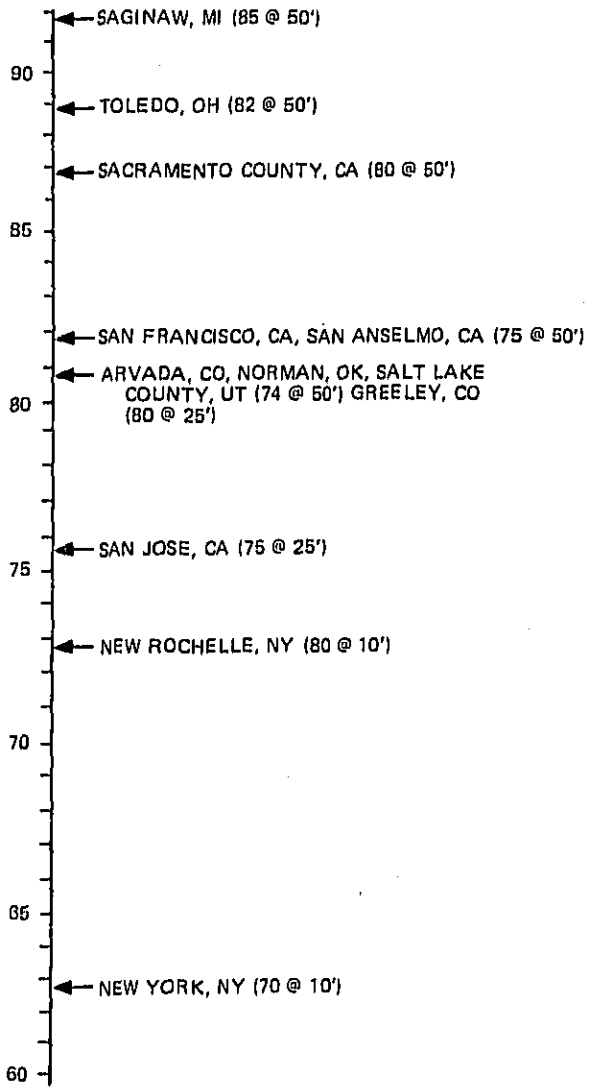 SAGINAW, MI (85 @ 50')
90
TOLEDO, OH (82 @ 50')
SACRAMENTO COUNTY, CA (80 @ 50')
85
SAN FRANCISCO, CA, SAN ANSELMO, CA (75 @ 50')
ARVADA, CO, NORMAN, OK, SALT LAKE
80
COUNTY, UT (74 @ 50') GREELEY, CO
(80 @ 25')
SAN JOSE, CA (75 @ 25')
75
NEW ROCHELLE, NY (80 @ 10')
70
65
NEW YORK, NY (70 @ 10')
60